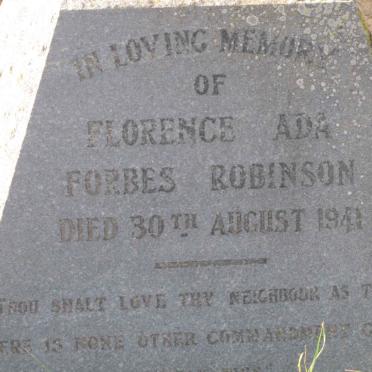 IN LOVING MEMORY
OF
FLORENCE ADA
FORBES ROBINSON
DIED 30TH AUGUST 1941
THOU SHALT LOVE THY NEIGHBOUR AS
IS NONE OTHER COMMANDMENT